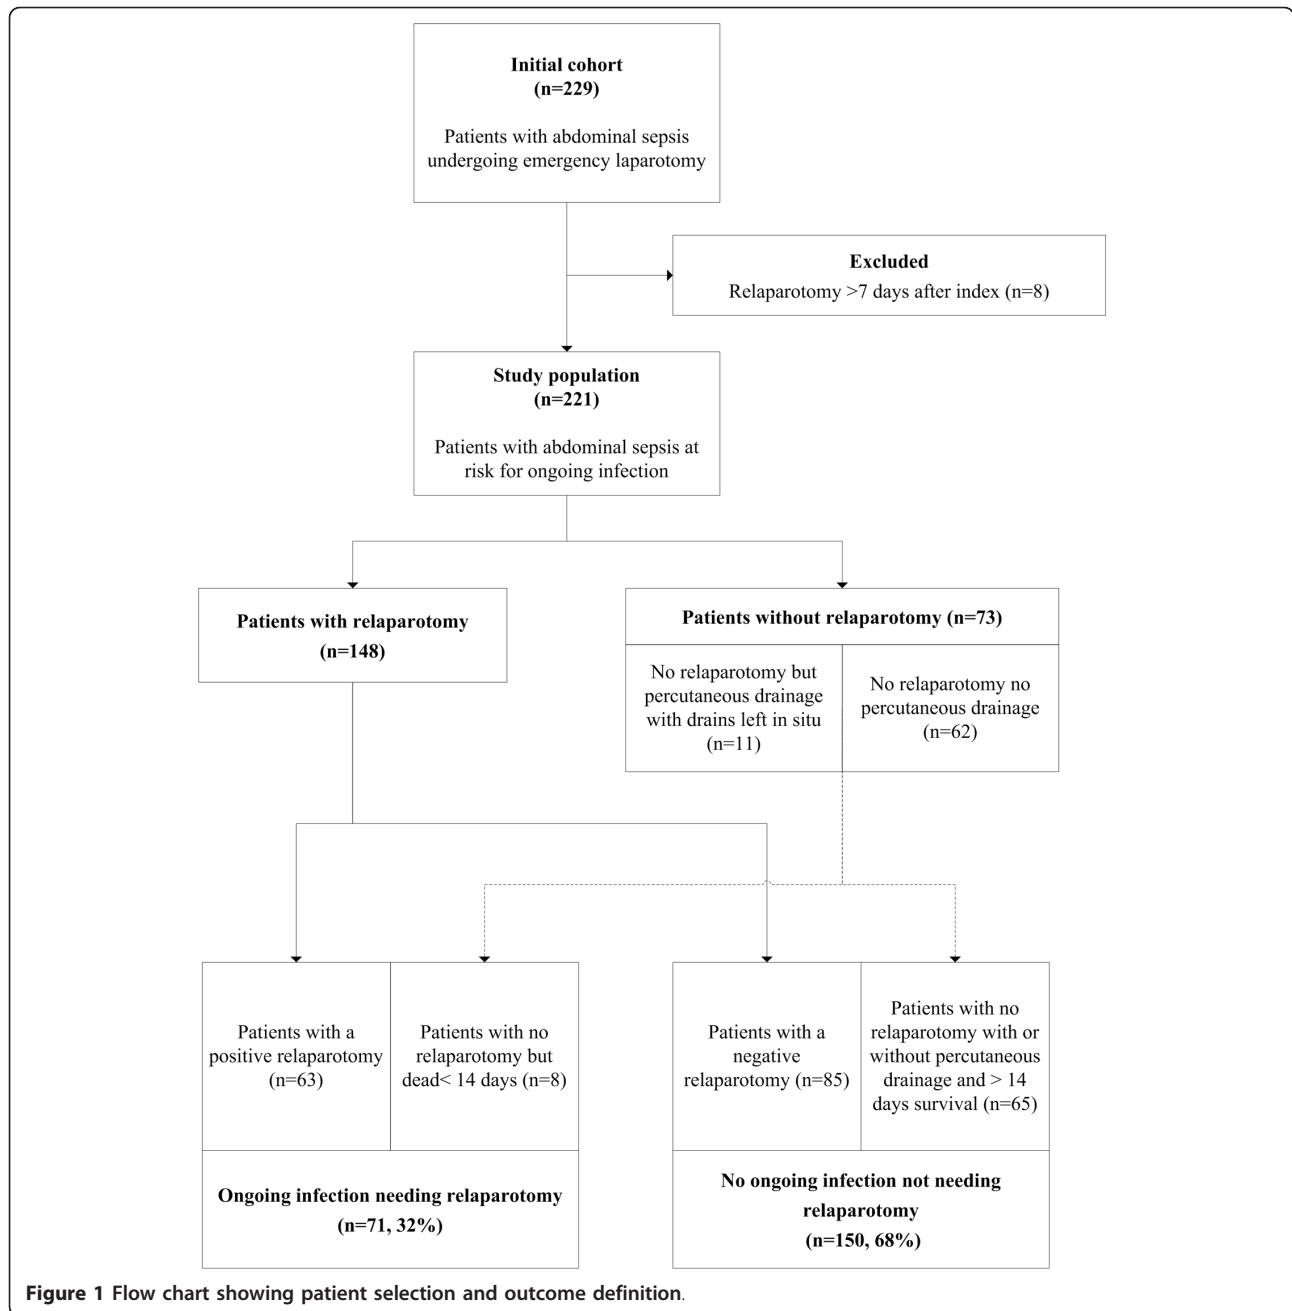 Initial cohort
(n=229)
Patients with abdominal sepsis
undergoing emergency laparotomy
Excluded
Relaparotomy >7 days after index (n=8)
Study population
(n=221)
Patients with abdominal sepsis at
risk for ongoing infection
Patients with relaparotomy
(n=148)
Patients without relaparotomy (n=73)
No relaparotomy but
percutaneous drainage
with drains left in situ
(n=11)
No relaparotomy no
percutaneous drainage
(n=62)
Patients with a
positive relaparotomy
(n=63)
Patients with no
relaparotomy but
dead< 14 days (n=8)
Ongoing infection needing relaparotomy
(n=71, 32%)
Patients with a
negative
relaparotomy (n=85)
Patients with no
relaparotomy with or
without percutaneous
drainage and > 14
days survival (n=65)
No ongoing infection not needing
relaparotomy
(n=150, 68%)
Figure 1 Flow chart showing patient selection and outcome definition.